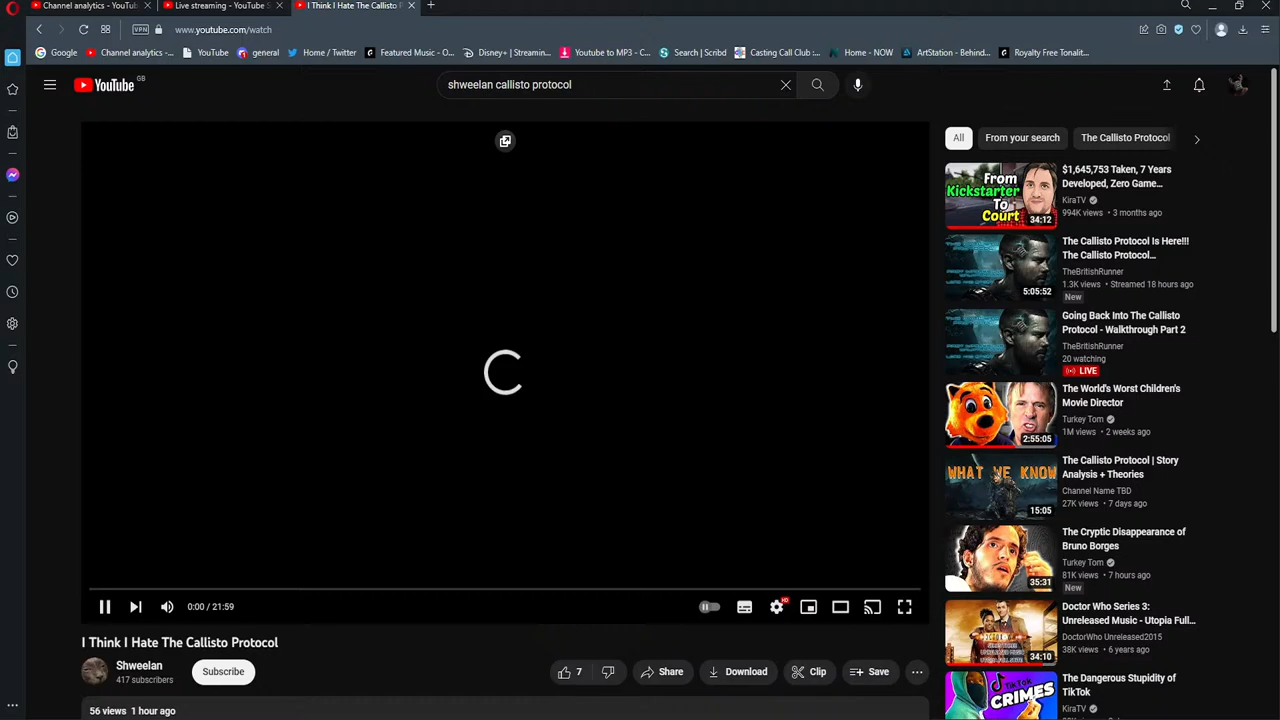 Channel analytics - YouTub
Live streaming - YouTube S
I Think I Hate The Callisto P
VPN
www.youtube.com/watch
Google
Channel analytics -...
YouTube
general
Home / Twitter
Featured Music - O...
Disney+ | Streamin...
Youtube to MP3 - C...
Search | Scribd
Casting Call Club :...
Home - NOW
ArtStation - Behind...
Royalty Free Tonalit...
YouTube GB
shweelan callisto protocol
All
From your search
The Callisto Protocol
From
Kickstarter
To
Court
34:12
$1,645,753 Taken, 7 Years
Developed, Zero Game...
KiraTV
994K views • 3 months ago
5:05:52
The Callisto Protocol Is Here!!!
The Callisto Protocol...
TheBritishRunner
1.3K views • Streamed 18 hours ago
New
Going Back Into The Callisto
Protocol - Walkthrough Part 2
TheBritishRunner
20 watching
LIVE
2:55:05
The World's Worst Children's
Movie Director
Turkey Tom
1M views • 2 weeks ago
WHAT WE KNOW
15:05
The Callisto Protocol | Story
Analysis + Theories
Channel Name TBD
27K views • 7 days ago
35:31
The Cryptic Disappearance of
Bruno Borges
Turkey Tom
81K views • 7 hours ago
New
34:10
Doctor Who Series 3:
Unreleased Music - Utopia Full...
DoctorWho Unreleased2015
38K views • 6 years ago
TikTok
CRIMES
The Dangerous Stupidity of
TikTok
KiraTV
0:00 / 21:59
HD
I Think I Hate The Callisto Protocol
Shweelan
417 subscribers
Subscribe
7
Share
Download
Clip
Save
56 views 1 hour ago